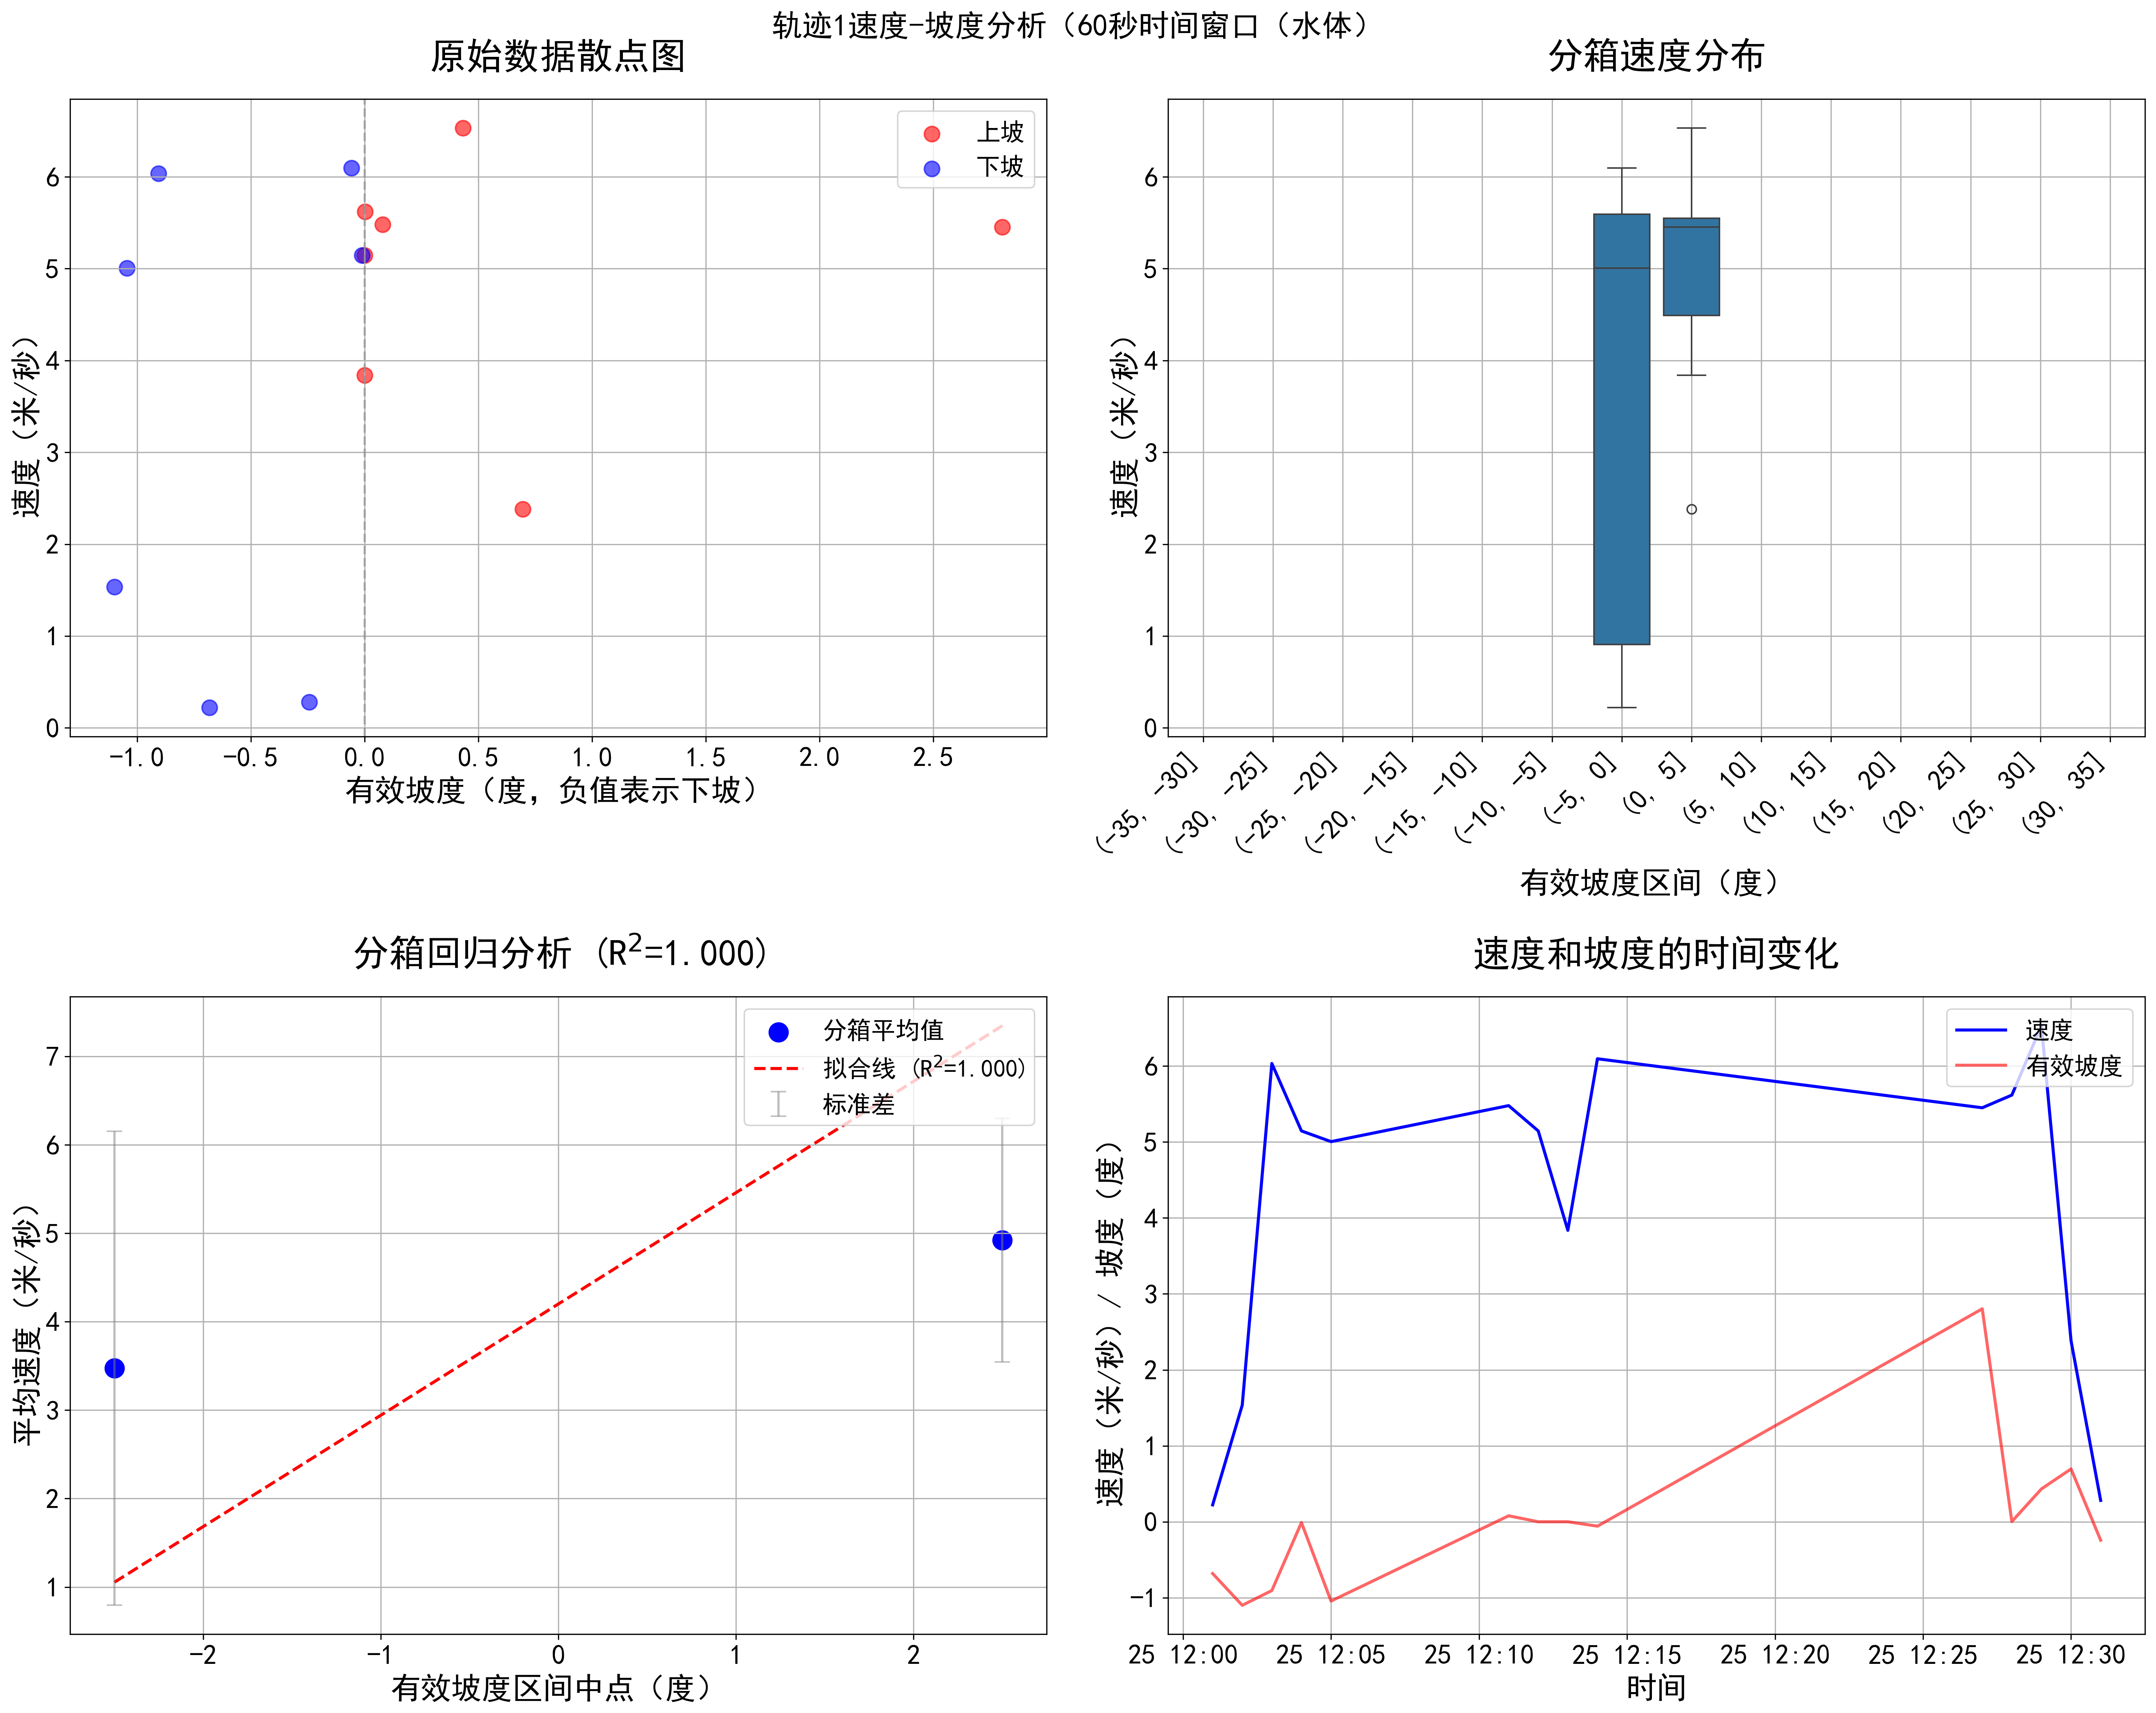 轨迹1速度-坡度分析（60秒时间窗口（水体）
原始数据散点图
上坡
下坡
速度（米/秒）
6
5
4
3
2
1
0
−1.0 −0.5 0.0 0.5 1.0 1.5 2.0 2.5
有效坡度（度，负值表示下坡）
分箱速度分布
速度（米/秒）
6
5
4
3
2
1
0
(−35, −30] (−30, −25] (−25, −20] (−20, −15] (−15, −10] (−10, −5] (−5, 0] (0, 5] (5, 10] (10, 15] (15, 20] (20, 25] (25, 30] (30, 35]
有效坡度区间（度）
分箱回归分析 (R²=1.000)
分箱平均值
拟合线 (R²=1.000)
标准差
平均速度（米/秒）
7
6
5
4
3
2
1
−2 −1 0 1 2
有效坡度区间中点（度）
速度和坡度的时间变化
速度
有效坡度
速度（米/秒）/ 坡度（度）
6
5
4
3
2
1
0
−1
25 12:00 25 12:05 25 12:10 25 12:15 25 12:20 25 12:25 25 12:30
时间